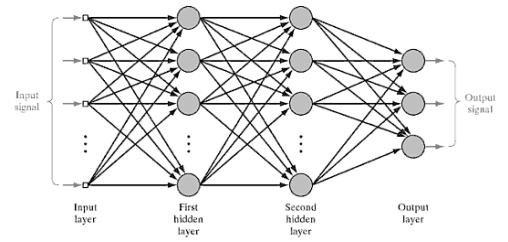 Input
signal
Output
signal
Input
layer
First
hidden
layer
Second
hidden
layer
Output
layer